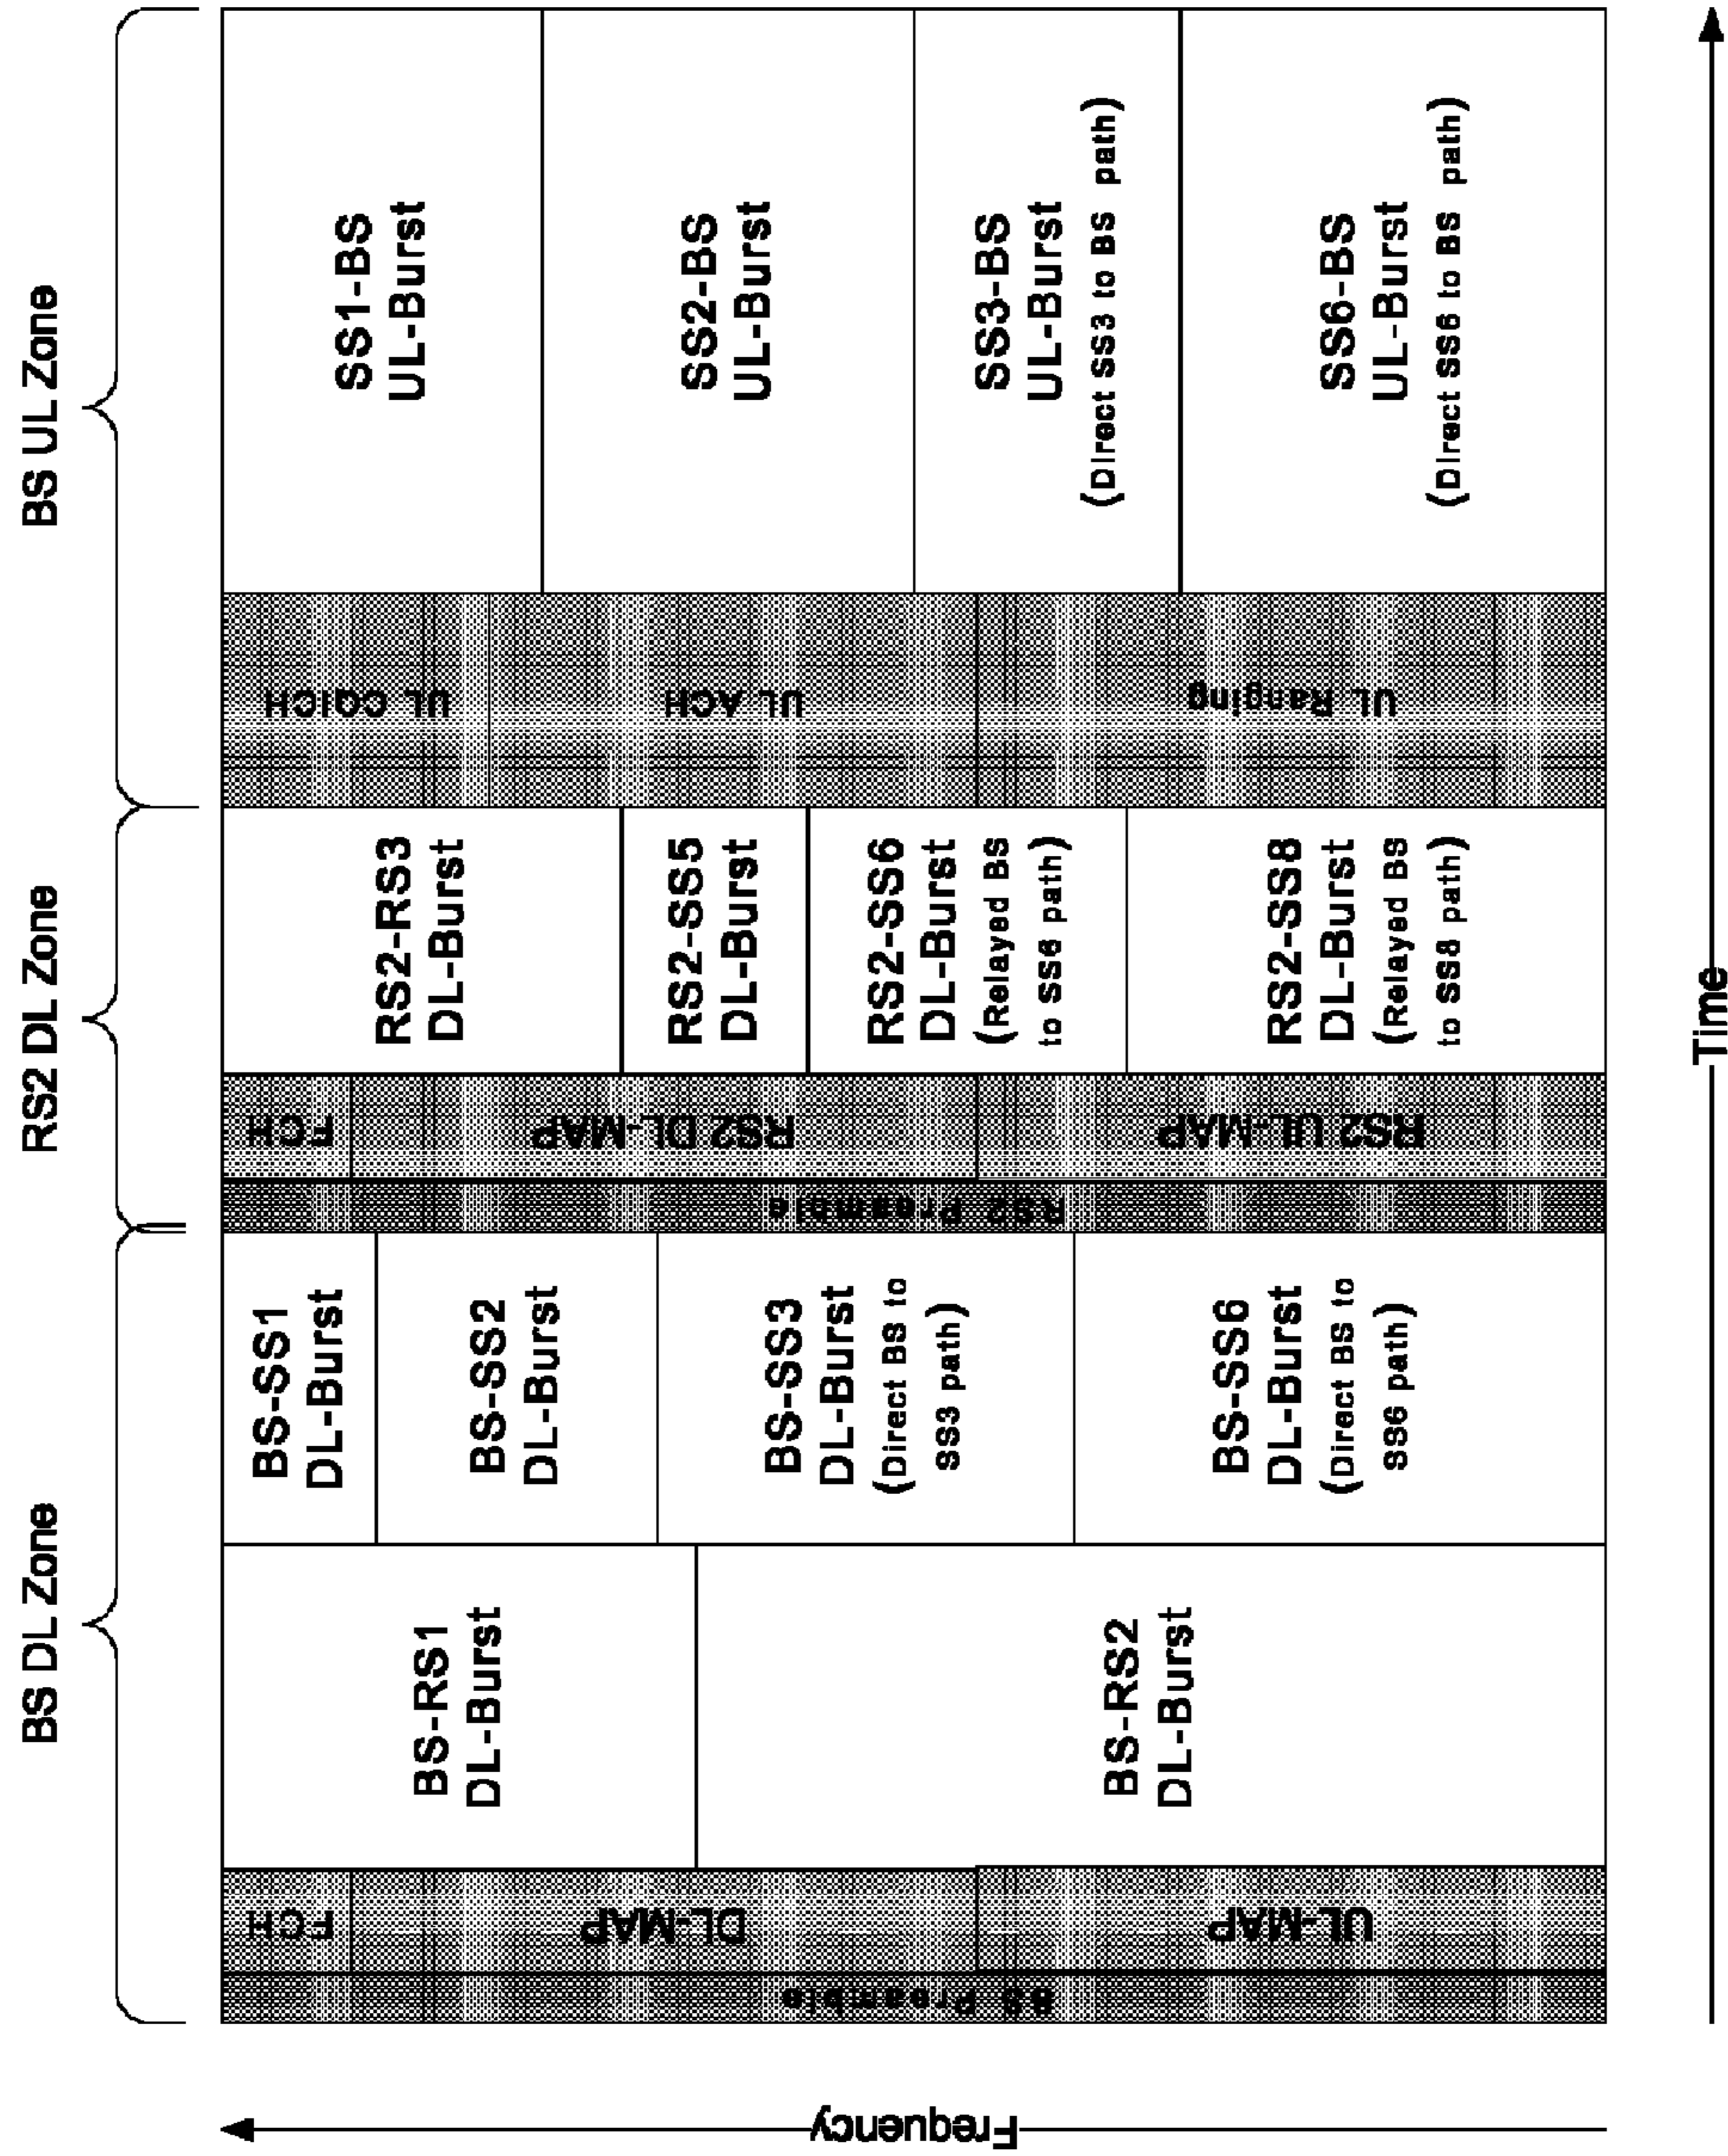 BS DL Zone
RS2 DL Zone
BS UL Zone
BS Preamble
FCH
DL-MAP
UL-MAP
BS-RS1
DL-Burst
BS-RS2
DL-Burst
BS-SS1
DL-Burst
BS-SS2
DL-Burst
BS-SS3
DL-Burst
(Direct BS to
SS3 path)
BS-SS6
DL-Burst
(Direct BS to
SS6 path)
RS2 Preamble
FCH
RS2 DL-MAP
RS2 UL-MAP
RS2-RS3
DL-Burst
RS2-SS5
DL-Burst
RS2-SS6
DL-Burst
(Relayed BS
to SS6 path)
RS2-SS8
DL-Burst
(Relayed BS
to SS8 path)
UL CQICH
UL ACH
UL Ranging
SS1-BS
UL-Burst
SS2-BS
UL-Burst
SS3-BS
UL-Burst
(Direct SS3 to BS path)
SS6-BS
UL-Burst
(Direct SS6 to BS path)
Frequency
Time